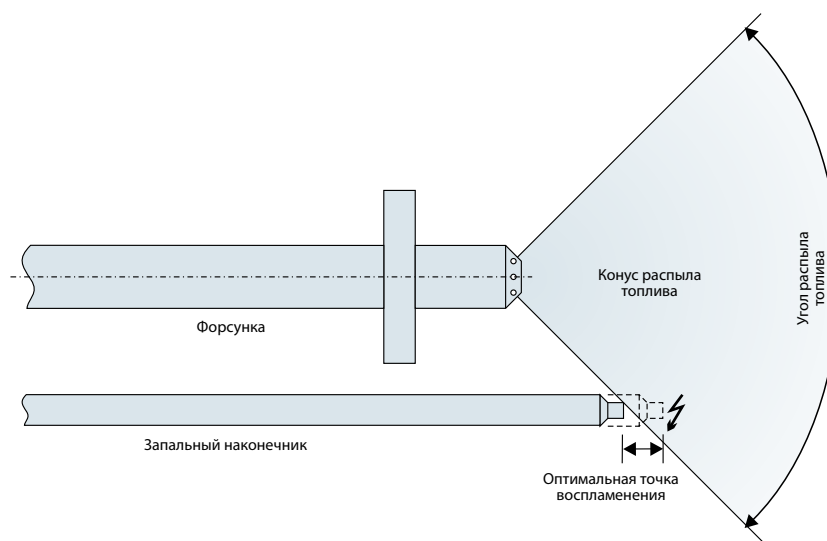 Конус распыла
топлива
Угол распыла
топлива
Форсунка
Запальный наконечник
Оптимальная точка
воспламенения